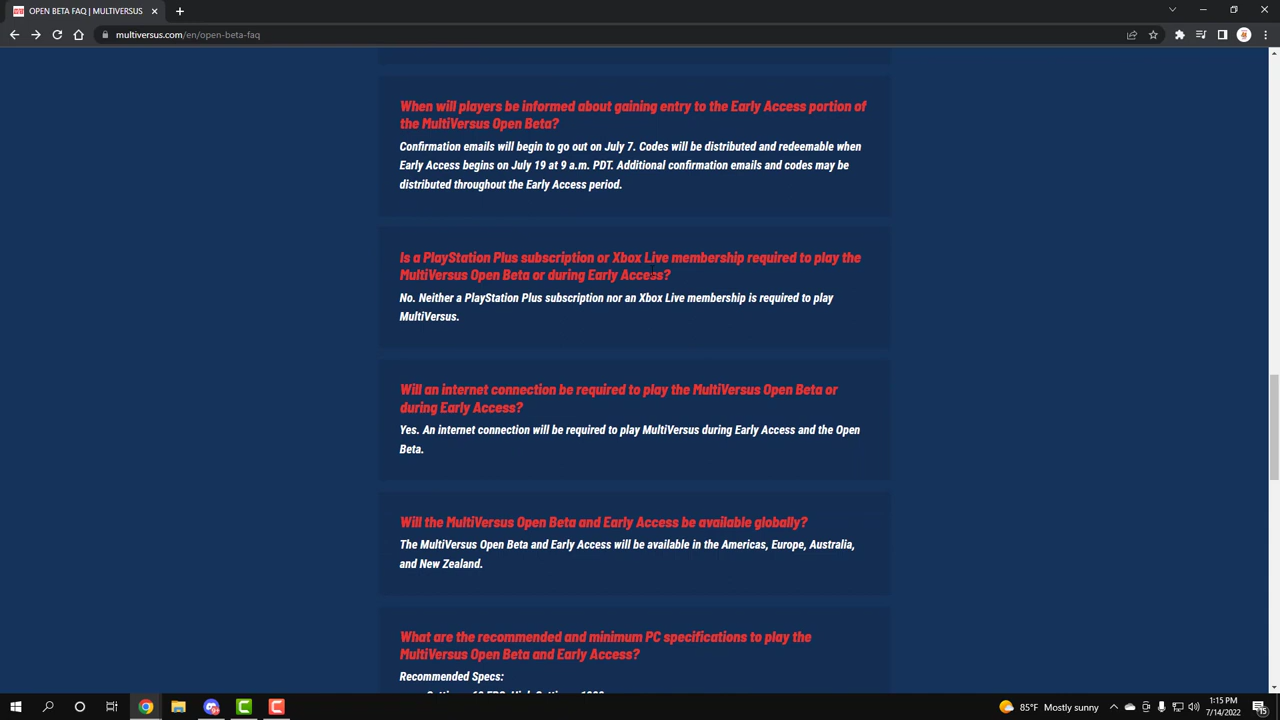 OPEN BETA FAQ | MULTIVERSUS
multiversus.com/en/open-beta-faq
When will players be informed about gaining entry to the Early Access portion of
the MultiVersus Open Beta?
Confirmation emails will begin to go out on July 7. Codes will be distributed and redeemable when
Early Access begins on July 19 at 9 a.m. PDT. Additional confirmation emails and codes may be
distributed throughout the Early Access period.
Is a PlayStation Plus subscription or Xbox Live membership required to play the
MultiVersus Open Beta or during Early Access?
No. Neither a PlayStation Plus subscription nor an Xbox Live membership is required to play
MultiVersus.
Will an internet connection be required to play the MultiVersus Open Beta or
during Early Access?
Yes. An internet connection will be required to play MultiVersus during Early Access and the Open
Beta.
Will the MultiVersus Open Beta and Early Access be available globally?
The MultiVersus Open Beta and Early Access will be available in the Americas, Europe, Australia,
and New Zealand.
What are the recommended and minimum PC specifications to play the
MultiVersus Open Beta and Early Access?
Recommended Specs:
85°F Mostly sunny
1:15 PM
7/14/2022
15